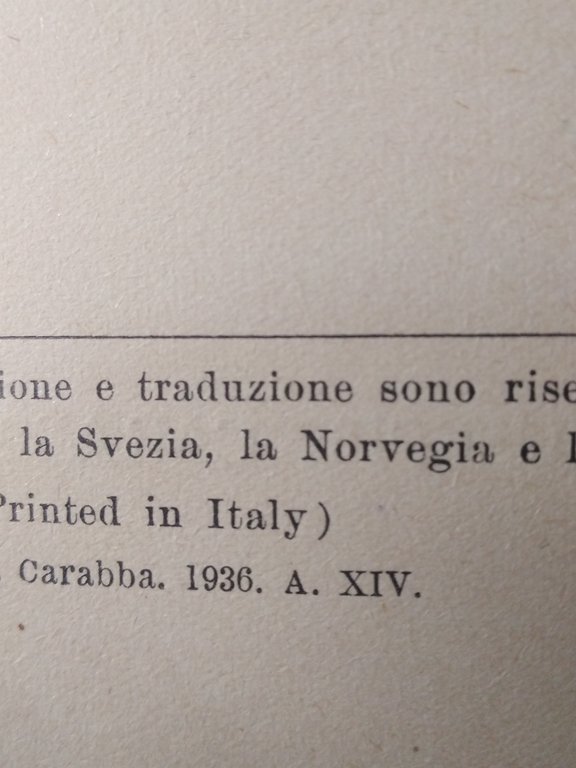 ione e traduzione sono rise
la Svezia, la Norvegia e l
Printed in Italy)
. Carabba. 1936. A. XIV.